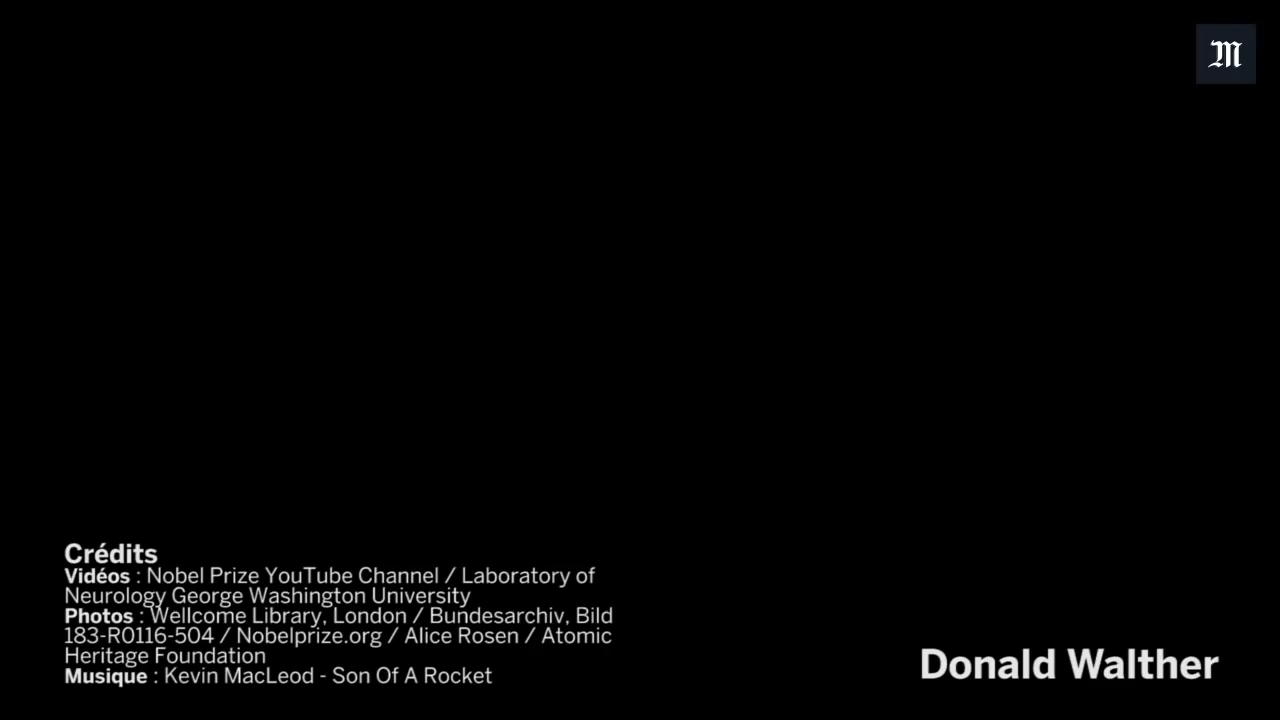 M
Crédits
Vidéos : Nobel Prize YouTube Channel / Laboratory of
Neurology George Washington University
Photos : Wellcome Library, London / Bundesarchiv, Bild
183-R0116-504 / Nobelprize.org / Alice Rosen / Atomic
Heritage Foundation
Musique : Kevin MacLeod - Son Of A Rocket
Donald Walther